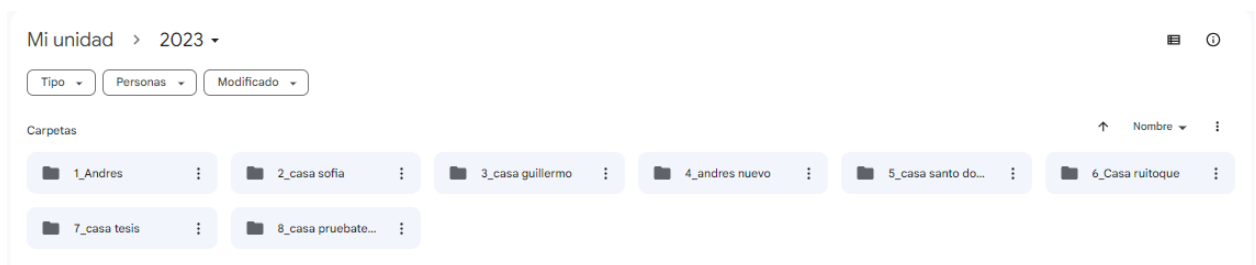 Mi unidad > 2023
Tipo Personas Modificado
Carpetas Nombre
1_Andres 2_casa sofia 3_casa guillermo 4_andres nuevo 5_casa santo do... 6_Casa ruitoque
7_casa tesis 8_casa pruebate...